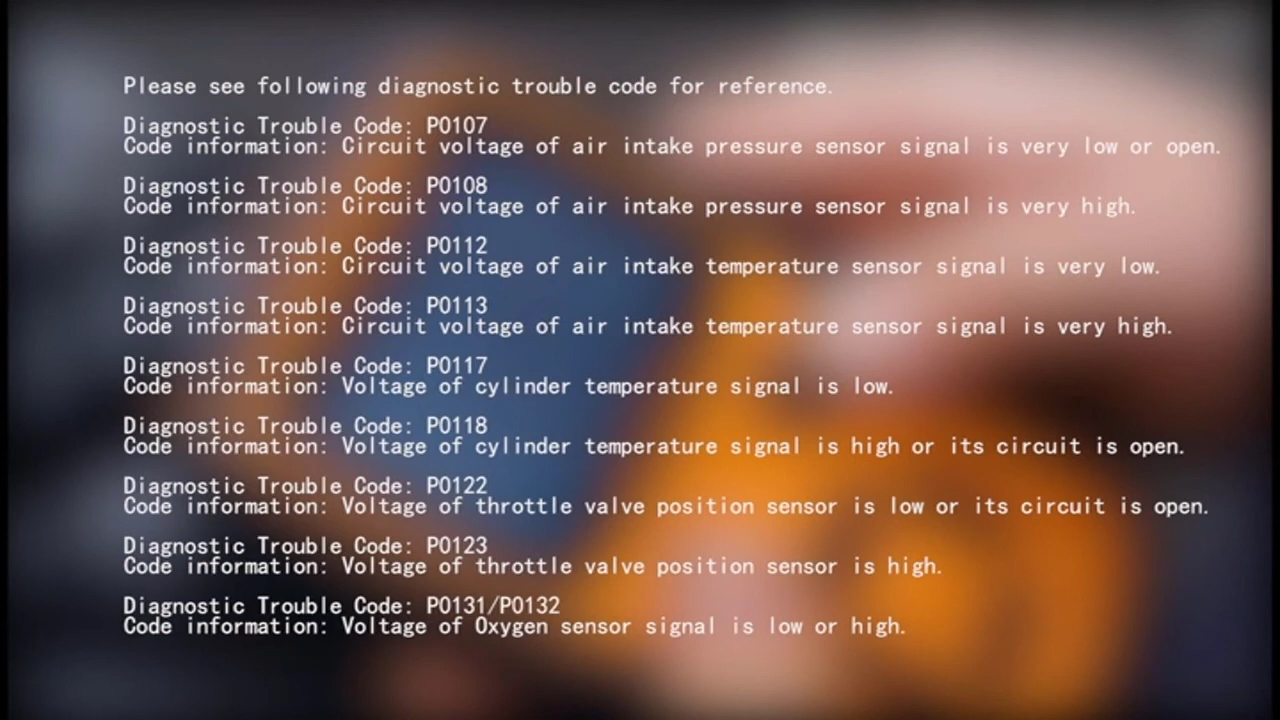 Please see following diagnostic trouble code for reference.
Diagnostic Trouble Code: P0107
Code information: Circuit voltage of air intake pressure sensor signal is very low or open.
Diagnostic Trouble Code: P0108
Code information: Circuit voltage of air intake pressure sensor signal is very high.
Diagnostic Trouble Code: P0112
Code information: Circuit voltage of air intake temperature sensor signal is very low.
Diagnostic Trouble Code: P0113
Code information: Circuit voltage of air intake temperature sensor signal is very high.
Diagnostic Trouble Code: P0117
Code information: Voltage of cylinder temperature signal is low.
Diagnostic Trouble Code: P0118
Code information: Voltage of cylinder temperature signal is high or its circuit is open.
Diagnostic Trouble Code: P0122
Code information: Voltage of throttle valve position sensor is low or its circuit is open.
Diagnostic Trouble Code: P0123
Code information: Voltage of throttle valve position sensor is high.
Diagnostic Trouble Code: P0131/P0132
Code information: Voltage of Oxygen sensor signal is low or high.